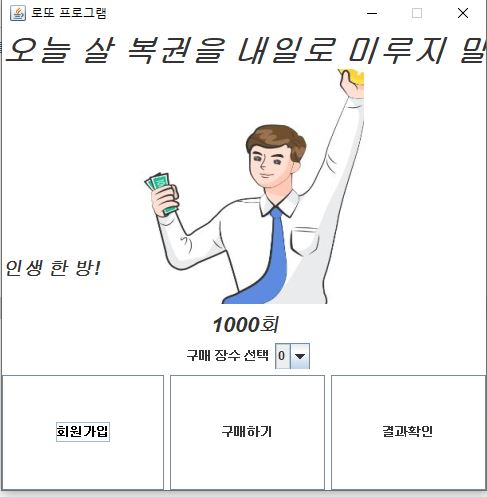 로또 프로그램
오늘 살 복권을 내일로 미루지 말
인생 한 방!
1000회
구매 장수 선택 0
회원가입 구매하기 결과확인